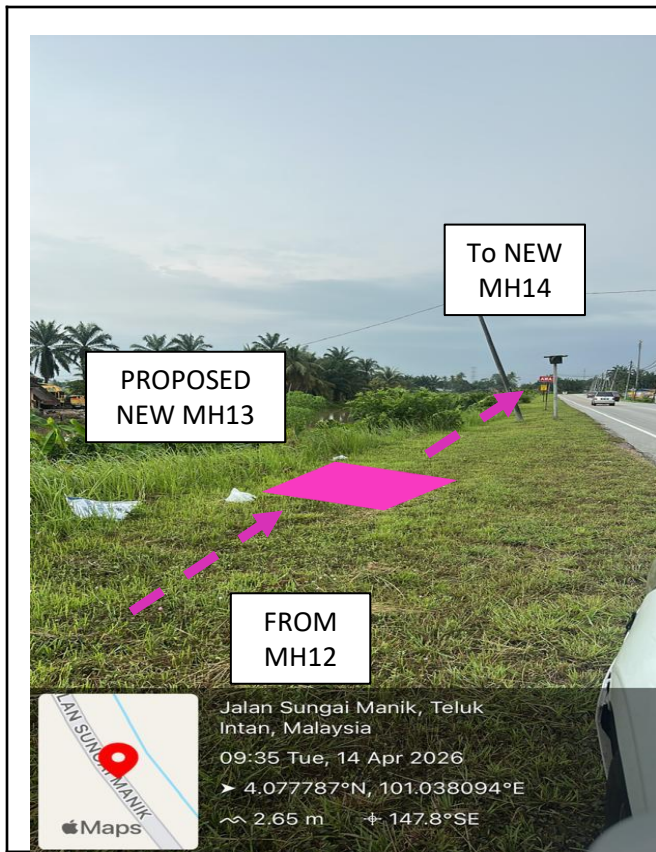 To NEW
MH14
PROPOSED
NEW MH13
FROM
MH12
LAN SUNGAI MANIK
Maps
Jalan Sungai Manik, Teluk
Intan, Malaysia
09:35 Tue, 14 Apr 2026
4.077787°N, 101.038094°E
2.65 m
147.8°SE